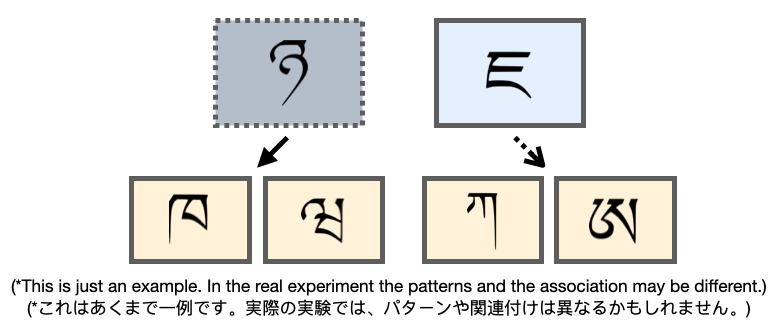 ཉ ཇ
ཁ ཀ ཨ
(*This is just an example. In the real experiment the patterns and the association may be different.)
(*これはあくまで一例です。実際の実験では、パターンや関連付けは異なるかもしれません。)